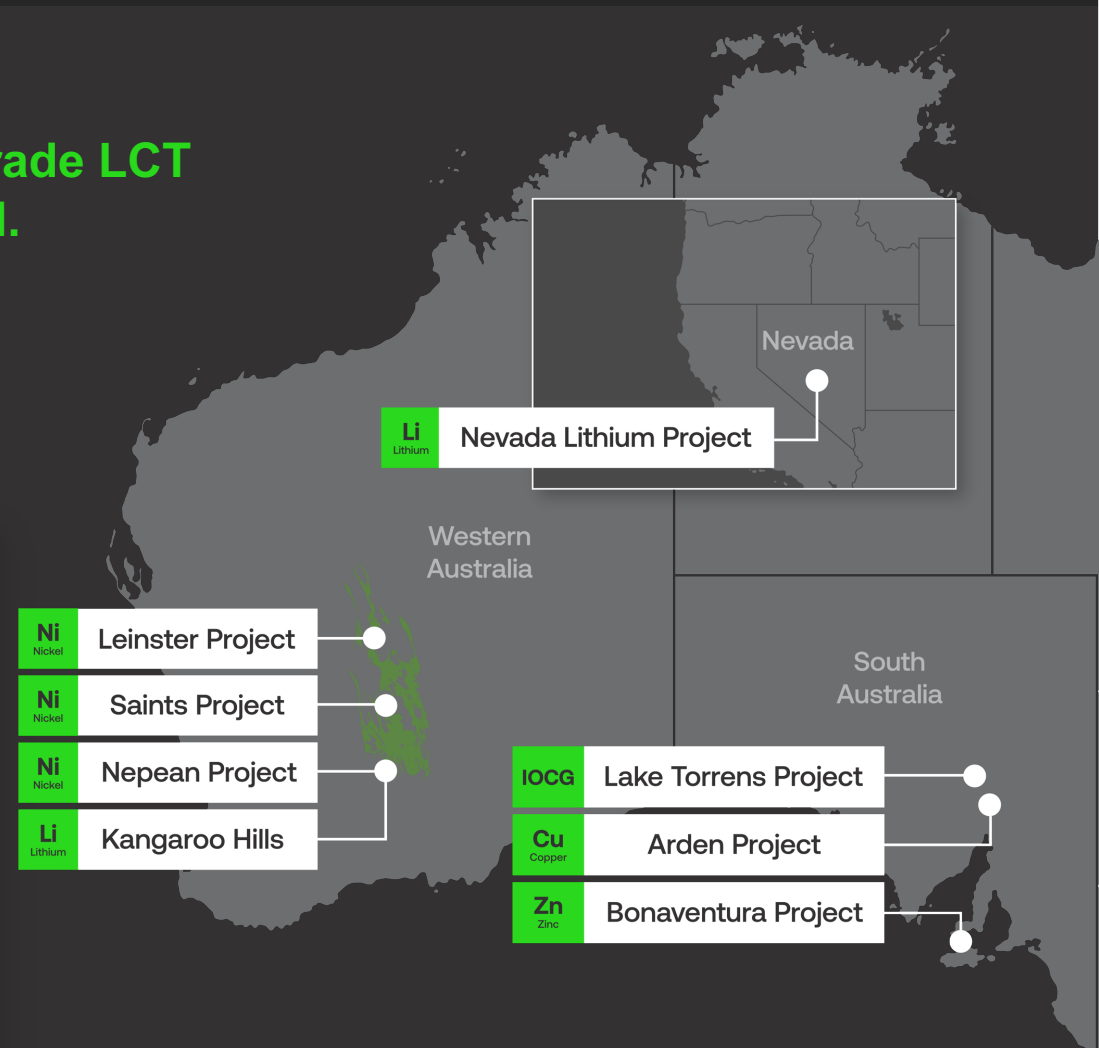 LCT
Nevada
Li
Lithium
Nevada Lithium Project
Western
Australia
Ni
Nickel
Leinster Project
Ni
Nickel
Saints Project
Ni
Nickel
Nepean Project
Li
Lithium
Kangaroo Hills
South
Australia
IOCG
Lake Torrens Project
Cu
Copper
Arden Project
Zn
Zinc
Bonaventura Project